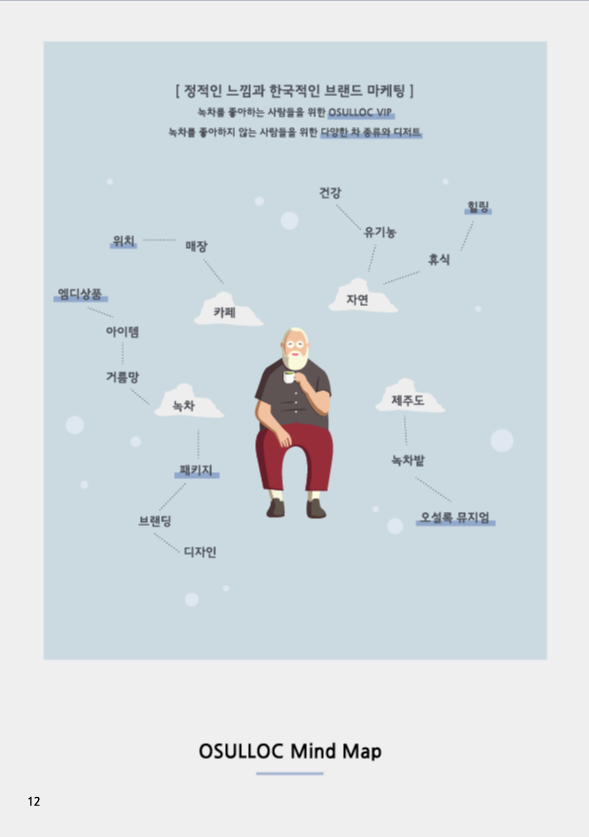 [ 정적인 느낌과 한국적인 브랜드 마케팅 ]
녹차를 좋아하는 사람들을 위한 OSULLOC VIP
녹차를 좋아하지 않는 사람들을 위한 다양한 차 종류와 디저트
건강
힐링
유기농
위치
매장
휴식
엠디상품
자연
카페
아이템
거름망
녹차
제주도
녹차밭
패키지
오설록 뮤지엄
브랜딩
디자인
OSULLOC Mind Map
12